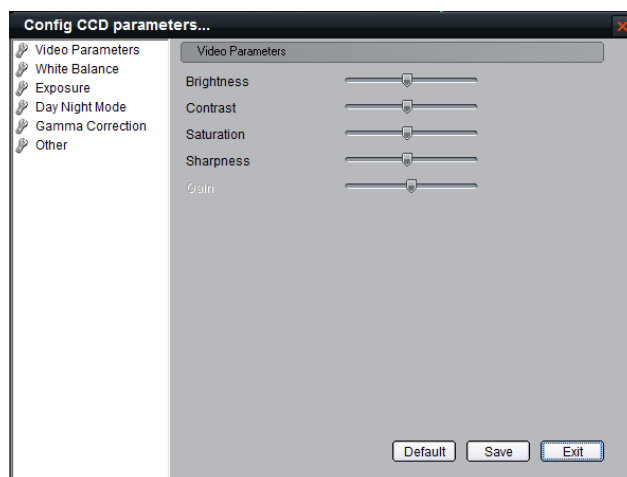 Config CCD parameters...
Video Parameters
White Balance
Exposure
Day Night Mode
Gamma Correction
Other
Video Parameters
Brightness
Contrast
Saturation
Sharpness
Gain
Default Save Exit